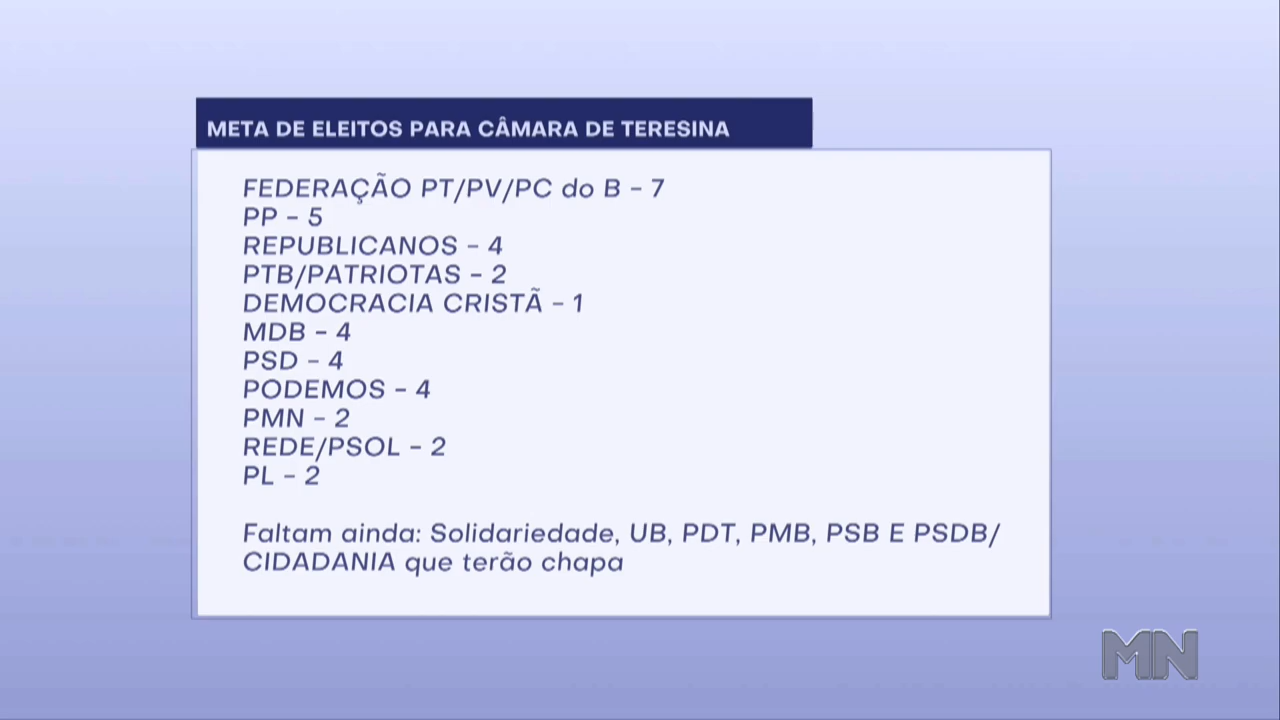 META DE ELEITOS PARA CÂMARA DE TERESINA
FEDERAÇÃO PT/PV/PC do B - 7
PP - 5
REPUBLICANOS - 4
PTB/PATRIOTAS - 2
DEMOCRACIA CRISTÃ - 1
MDB - 4
PSD - 4
PODEMOS - 4
PMN - 2
REDE/PSOL - 2
PL - 2
Faltam ainda: Solidariedade, UB, PDT, PMB, PSB E PSDB/
CIDADANIA que terão chapa
MN